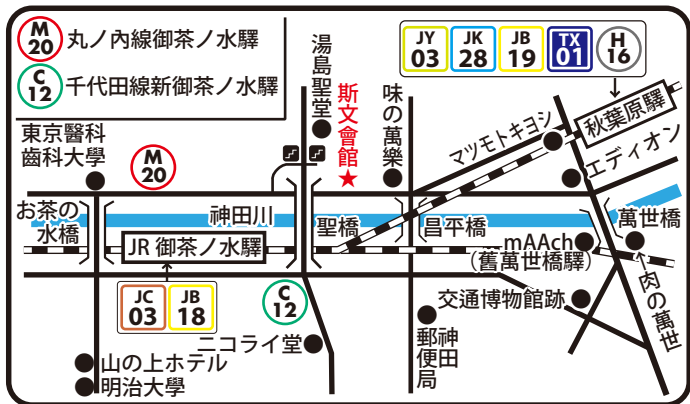 M
20
丸ノ內線御茶ノ水驛
C
12
千代田線新御茶ノ水驛
湯島聖堂
斯文會館
★
味の萬樂
JY
03
JK
28
JB
19
TX
01
H
16
マツモトキヨシ
秋葉原驛
エディオン
東京醫科
齒科大學
M
20
お茶の
水橋
神田川
聖橋
昌平橋
萬世橋
JR 御茶ノ水驛
mAAch
(舊萬世橋驛)
←肉の萬世
JC
03
JB
18
C
12
交通博物館跡
ニコライ堂
神田
郵便局
山の上ホテル
明治大學